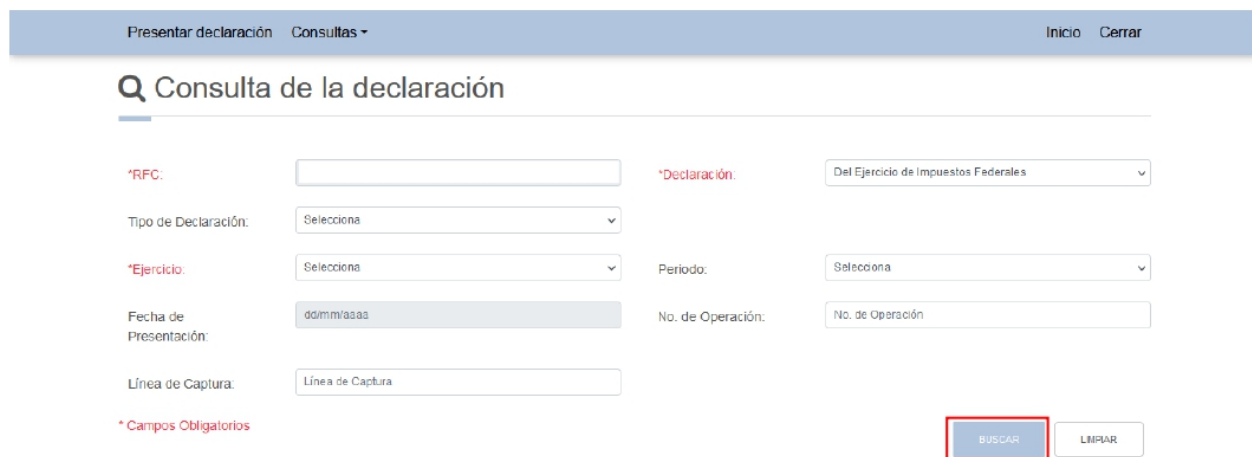 Presentar declaración Consultas Inicio Cerrar
Consulta de la declaración
*RFC: *Declaración: Del Ejercicio de Impuestos Federales
Tipo de Declaración: Selecciona
*Ejercicio: Selecciona Periodo: Selecciona
Fecha de Presentación: dd/mm/aaaa No. de Operación: No. de Operación
Línea de Captura: Línea de Captura
* Campos Obligatorios
BUSCAR LIMPIAR